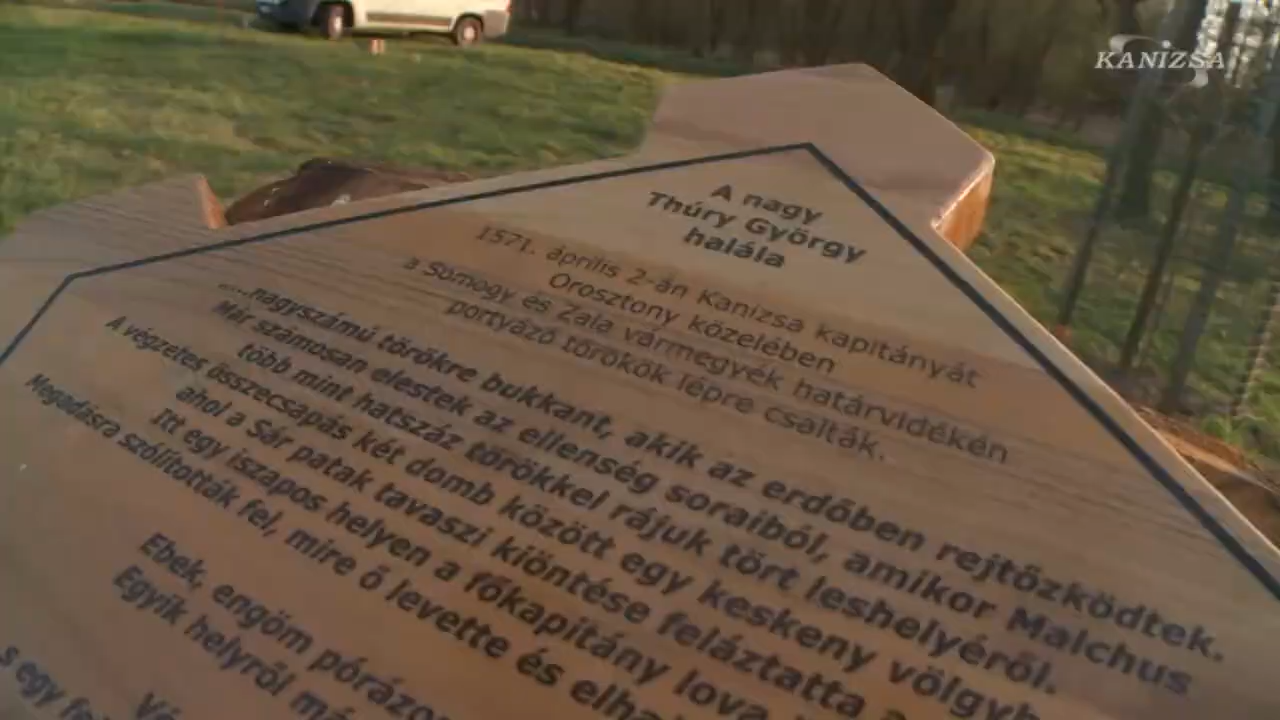 KANIZSA
A nagy
Thúry György
halála
1571. április 2-án Kanizsa kapitányát
Orosztony közelében
a Somogy és Zala vármegyék határvidékén
portyázó törökök lépre csalták.
"...nagyszámú törökre bukkant, akik az erdőben rejtőzködtek.
Már számosan elestek az ellenség soraiból, amikor Malchus
több mint hatszáz törökkel rájuk tört leshelyéről.
A végzetes összecsapás két domb között egy keskeny völgyb
ahol a Sár patak tavaszi kiöntése feláztatta a
Itt egy iszapos helyen a főkapitány lova
Megadásra szólították fel, mire ő levette és elha
Ebek, engöm póráz
Egyik helyről má
s egy